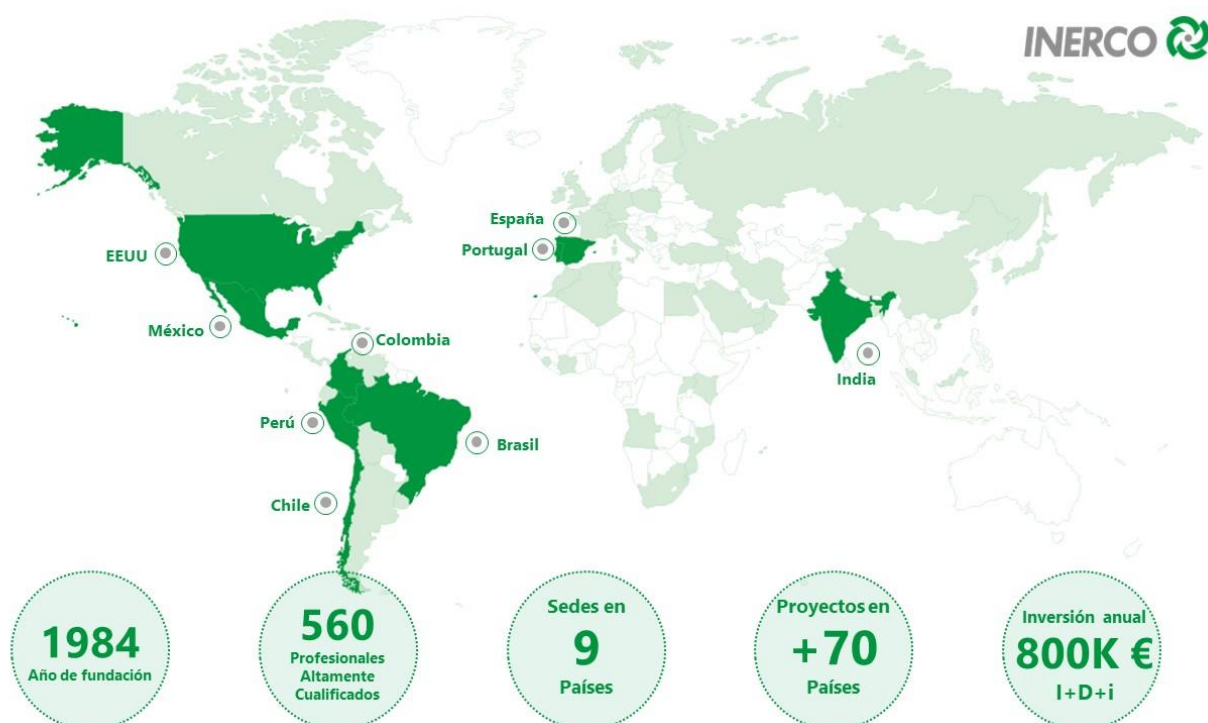 INERCO
España
Portugal
EEUU
México
Colombia
India
Perú
Brasil
Chile
1984
Año de fundación
560
Profesionales
Altamente
Cualificados
Sedes en
9
Países
Proyectos en
+70
Países
Inversión anual
800K €
I+D+i